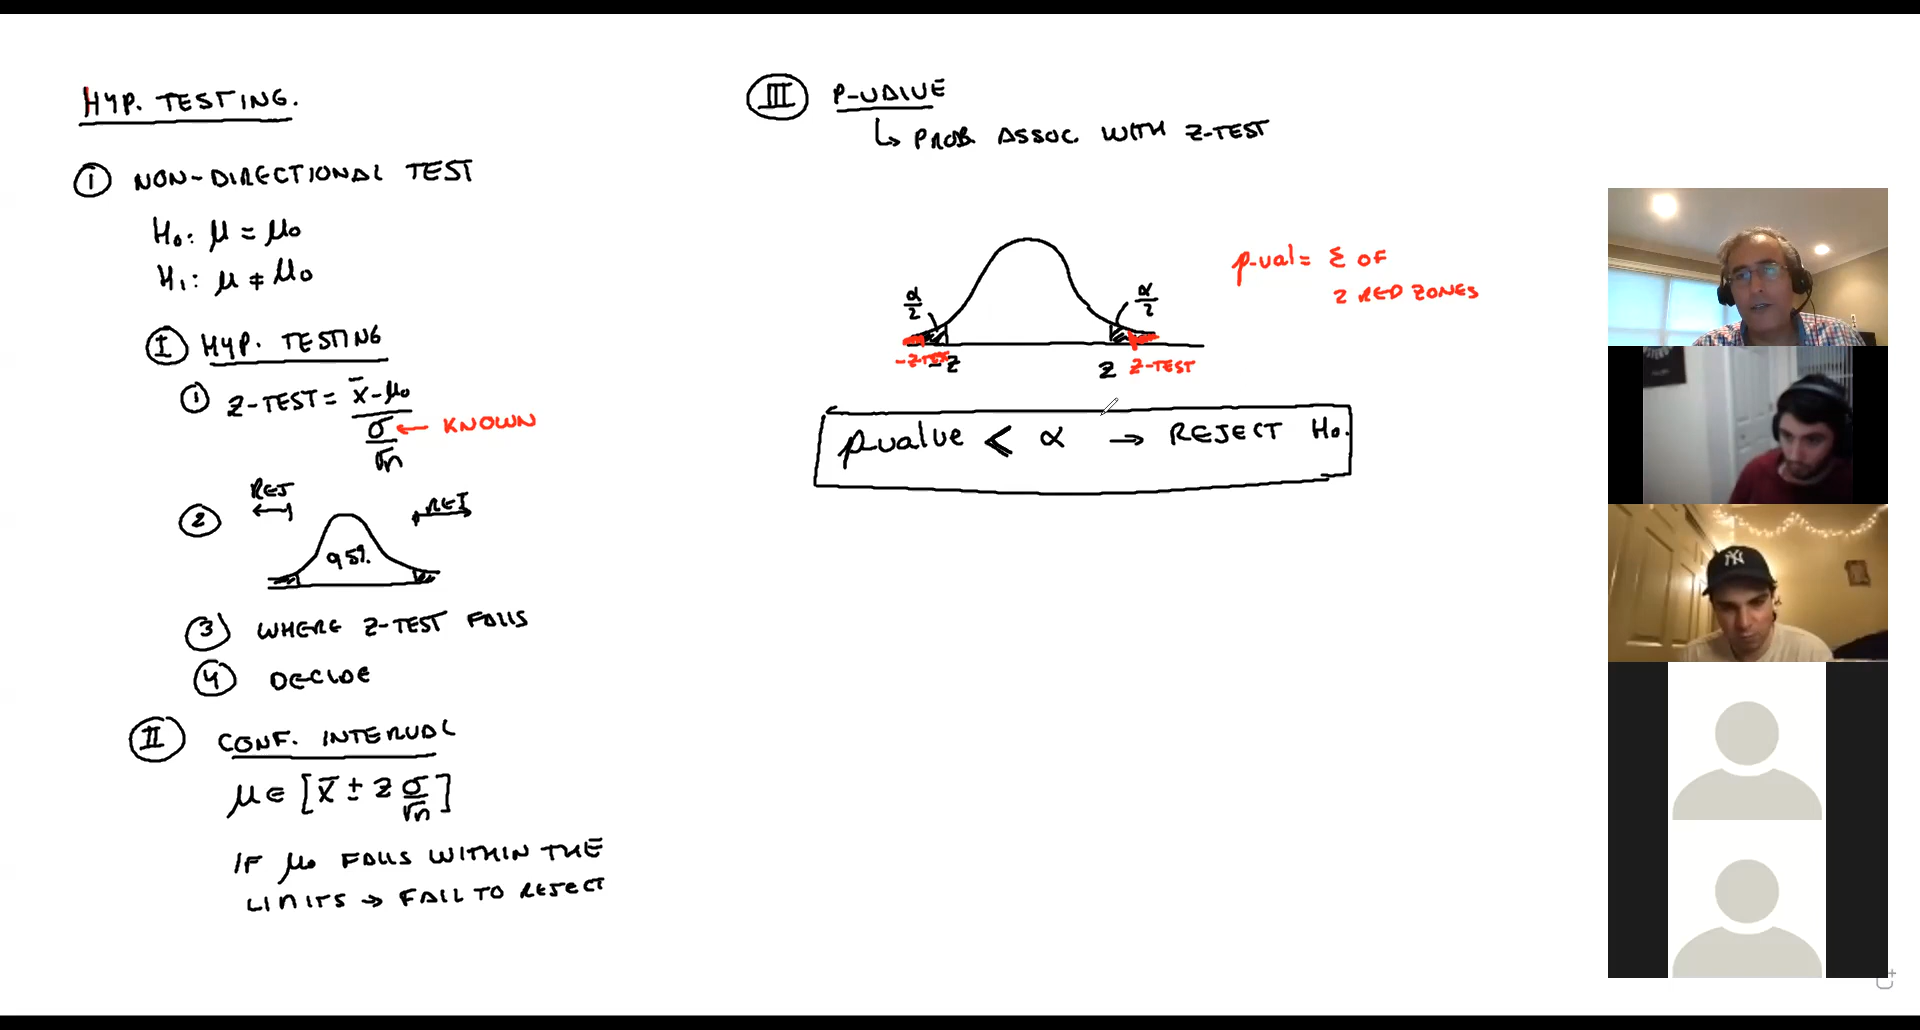 HYP. TESTING.
① NON-DIRECTIONAL TEST
H₀: μ = μ₀
H₁: μ ≠ μ₀
Ⅰ HYP. TESTING
① Z-TEST = x̄ - μ₀
σ ← KNOWN
√n
② REJ REJ
95%.
③ WHERE Z-TEST FALLS
④ DECIDE
Ⅱ CONF. INTERVAL
μ ∈ [x̄ ± z σ/√n]
IF μ₀ FALLS WITHIN THE
LIMITS → FAIL TO REJECT
Ⅲ P-VALUE
↳ PROB. ASSOC. WITH Z-TEST
α/2 α/2
-Z-TEST -Z Z Z-TEST
p-val = Σ OF
2 RED ZONES
p-value < α → REJECT H₀.
NY